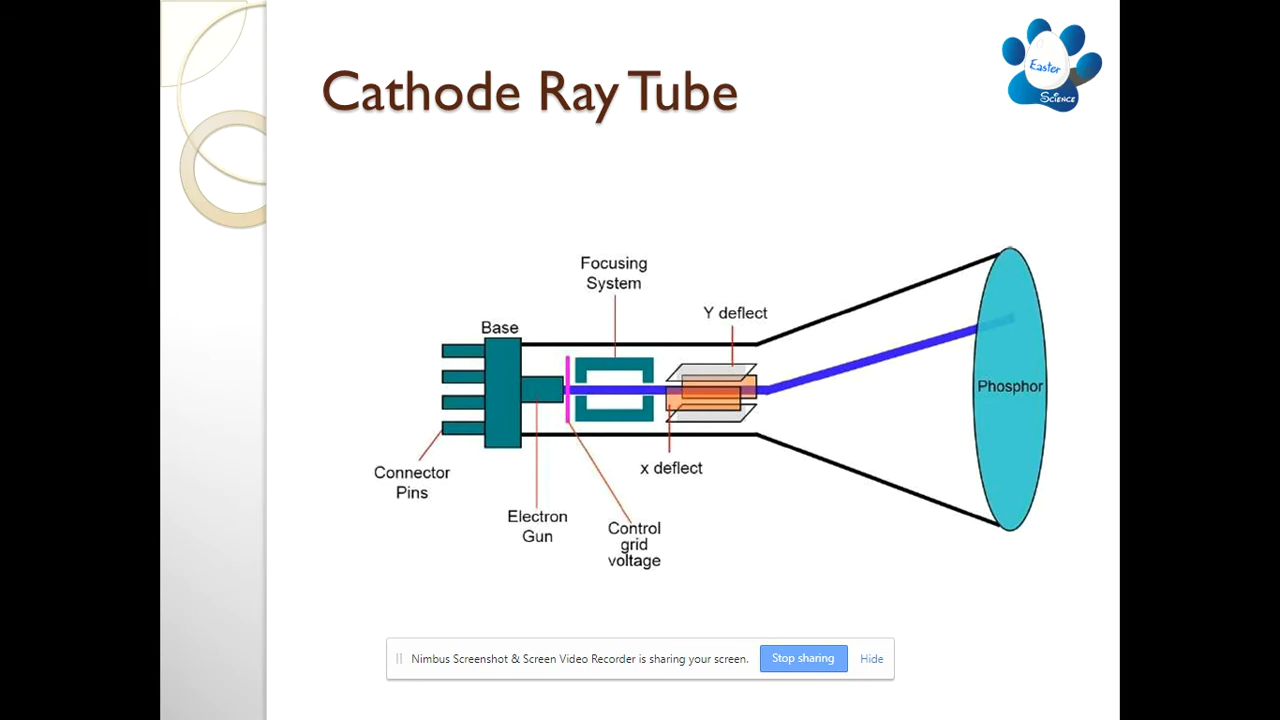 Easter
Science
Cathode Ray Tube
Focusing
System
Y deflect
Base
Phosphor
x deflect
Connector
Pins
Electron
Gun
Control
grid
voltage
Nimbus Screenshot & Screen Video Recorder is sharing your screen.
Stop sharing
Hide